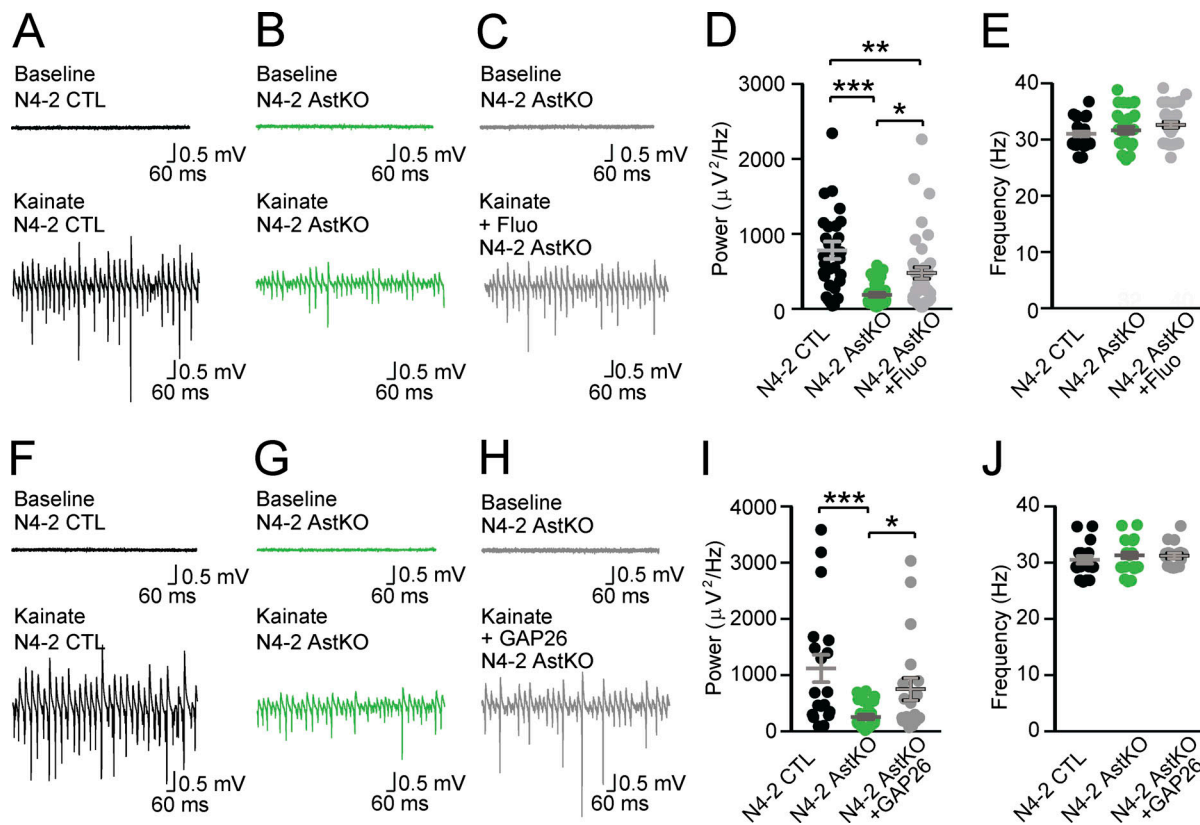 A
Baseline
N4-2 CTL
0.5 mV
60 ms
Kainate
N4-2 CTL
0.5 mV
60 ms
B
Baseline
N4-2 AstKO
0.5 mV
60 ms
Kainate
N4-2 AstKO
0.5 mV
60 ms
C
Baseline
N4-2 AstKO
0.5 mV
60 ms
Kainate
+ Fluo
N4-2 AstKO
0.5 mV
60 ms
D
**
***
*
Power (μV²/Hz)
3000
2000
1000
0
N4-2 CTL
N4-2 AstKO
N4-2 AstKO
+Fluo
E
Frequency (Hz)
40
30
20
10
0
32
40
N4-2 CTL
N4-2 AstKO
N4-2 AstKO
+Fluo
F
Baseline
N4-2 CTL
0.5 mV
60 ms
Kainate
N4-2 CTL
0.5 mV
60 ms
G
Baseline
N4-2 AstKO
0.5 mV
60 ms
Kainate
N4-2 AstKO
0.5 mV
60 ms
H
Baseline
N4-2 AstKO
0.5 mV
60 ms
Kainate
+ GAP26
N4-2 AstKO
0.5 mV
60 ms
I
***
*
Power (μV²/Hz)
4000
3000
2000
1000
0
N4-2 CTL
N4-2 AstKO
N4-2 AstKO
+GAP26
J
Frequency (Hz)
40
30
20
10
0
N4-2 CTL
N4-2 AstKO
N4-2 AstKO
+GAP26